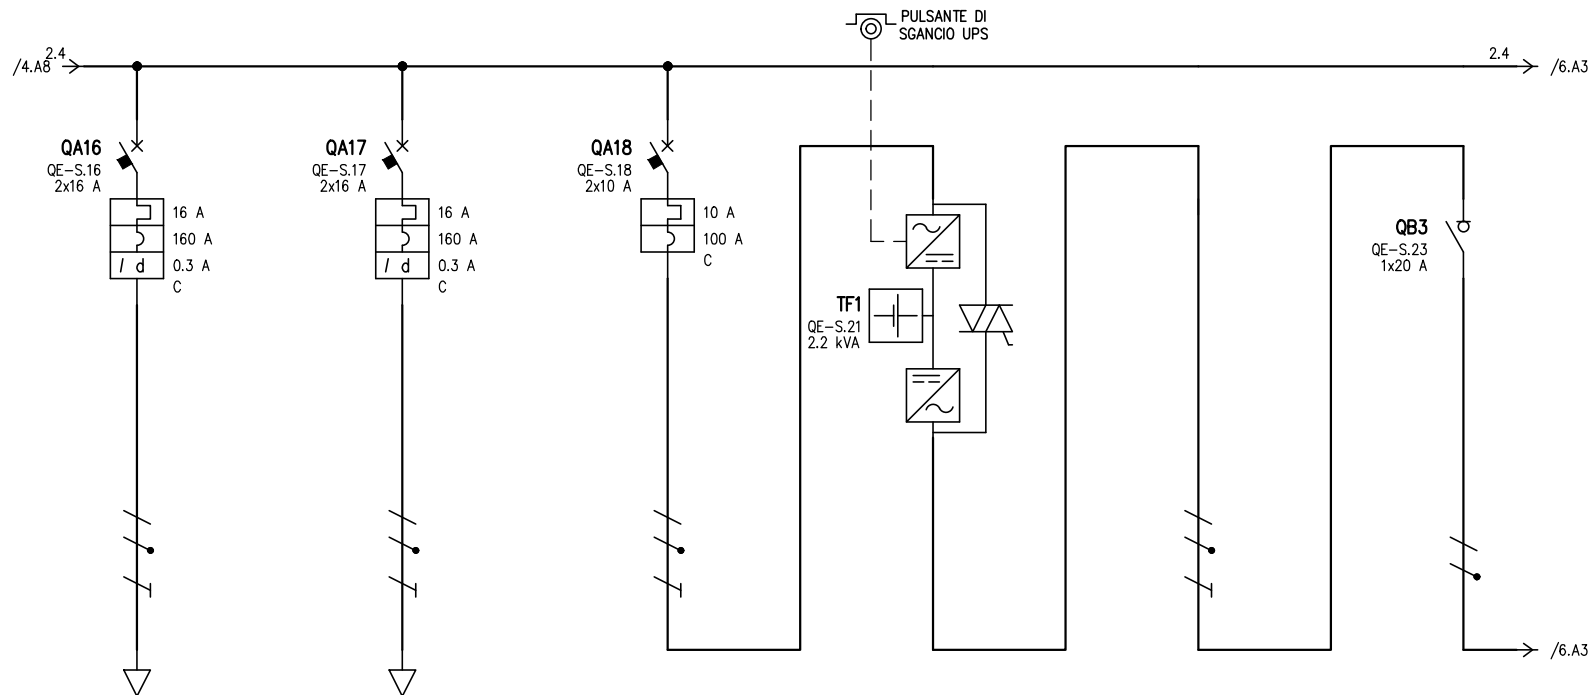 PULSANTE DI
SGANCIO UPS
2.4
/4.A8
2.4
/6.A3
QA16
QE-S.16
2x16 A
16 A
160 A
I d
0.3 A
C
QA17
QE-S.17
2x16 A
16 A
160 A
I d
0.3 A
C
QA18
QE-S.18
2x10 A
10 A
100 A
C
TF1
QE-S.21
2.2 kVA
QB3
QE-S.23
1x20 A
/6.A3